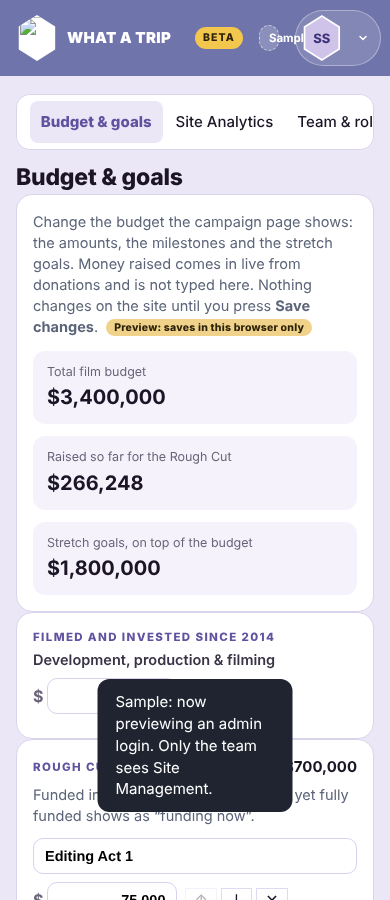 WHAT A TRIP
BETA
Sampl
SS
Budget & goals
Site Analytics
Team & rol
Budget & goals
Change the budget the campaign page shows:
the amounts, the milestones and the stretch
goals. Money raised comes in live from
donations and is not typed here. Nothing
changes on the site until you press Save
changes. Preview: saves in this browser only
Total film budget
$3,400,000
Raised so far for the Rough Cut
$266,248
Stretch goals, on top of the budget
$1,800,000
FILMED AND INVESTED SINCE 2014
Development, production & filming
$
Sample: now
previewing an admin
login. Only the team
sees Site
Management.
ROUGH
$700,000
Funded
yet fully
funded shows as “funding now”.
Editing Act 1
$
75,000